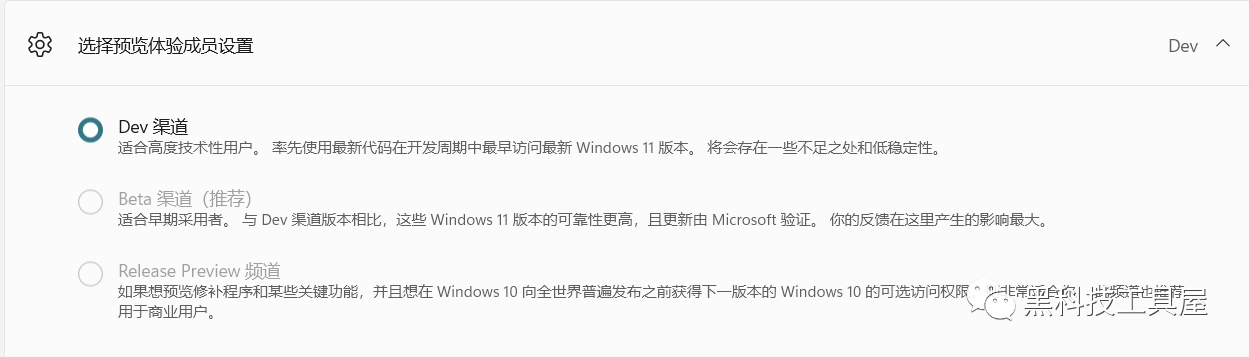 选择预览体验成员设置
Dev
Dev 渠道
适合高度技术性用户。 率先使用最新代码在开发周期中最早访问最新 Windows 11 版本。 将会存在一些不足之处和低稳定性。
Beta 渠道（推荐）
适合早期采用者。 与 Dev 渠道版本相比，这些 Windows 11 版本的可靠性更高，且更新由 Microsoft 验证。 你的反馈在这里产生的影响最大。
Release Preview 频道
如果想预览修补程序和某些关键功能，并且想在 Windows 10 向全世界普遍发布之前获得下一版本的 Windows 10 的可选访问权限
用于商业用户。
黑科技工具屋